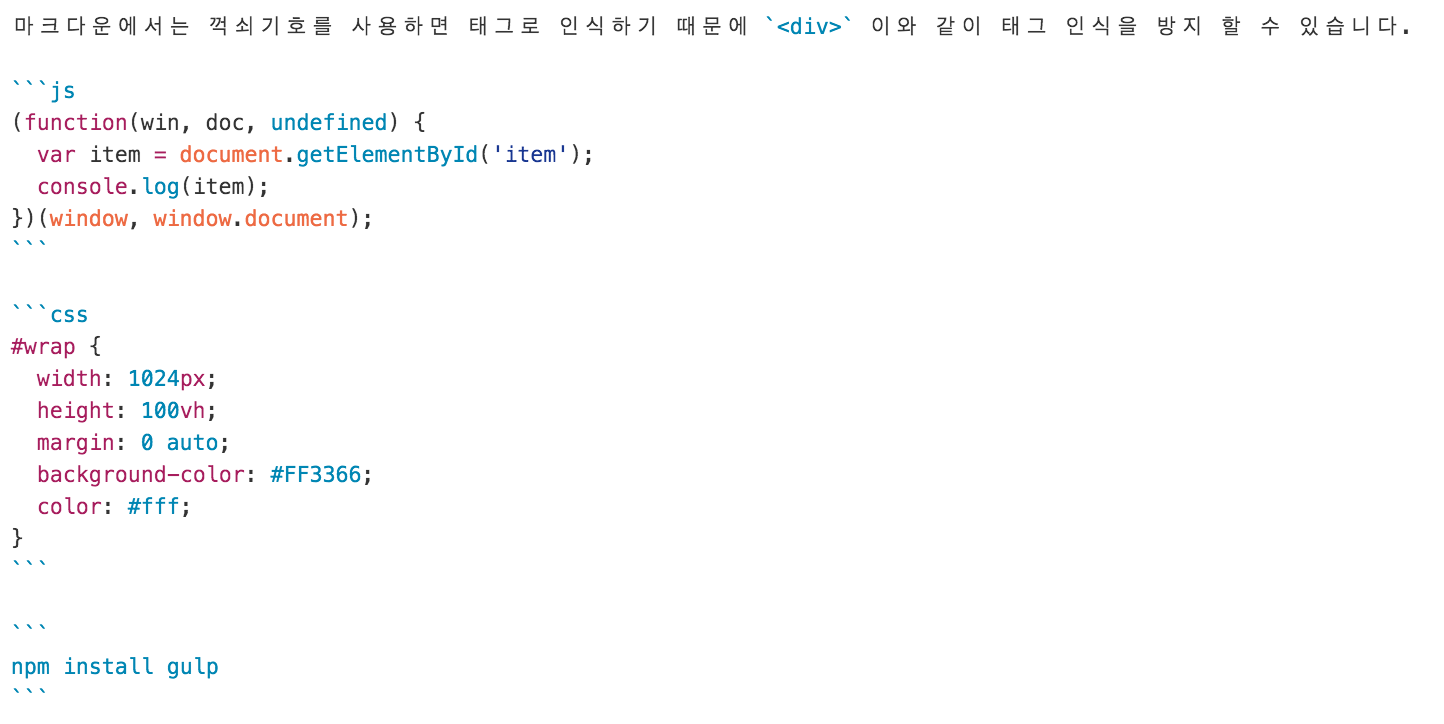 마크다운에서는 꺽쇠기호를 사용하면 태그로 인식하기 때문에 `<div>` 이와 같이 태그 인식을 방지 할 수 있습니다.

```js
(function(win, doc, undefined) {
  var item = document.getElementById('item');
  console.log(item);
})(window, window.document);
```

```css
#wrap {
  width: 1024px;
  height: 100vh;
  margin: 0 auto;
  background-color: #FF3366;
  color: #fff;
}
```

```
npm install gulp
```